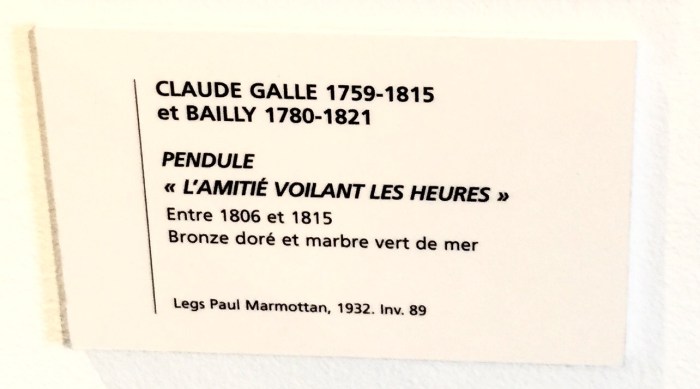 CLAUDE GALLE 1759-1815
et BAILLY 1780-1821
PENDULE
« L'AMITIÉ VOILANT LES HEURES »
Entre 1806 et 1815
Bronze doré et marbre vert de mer
Legs Paul Marmottan, 1932. Inv. 89